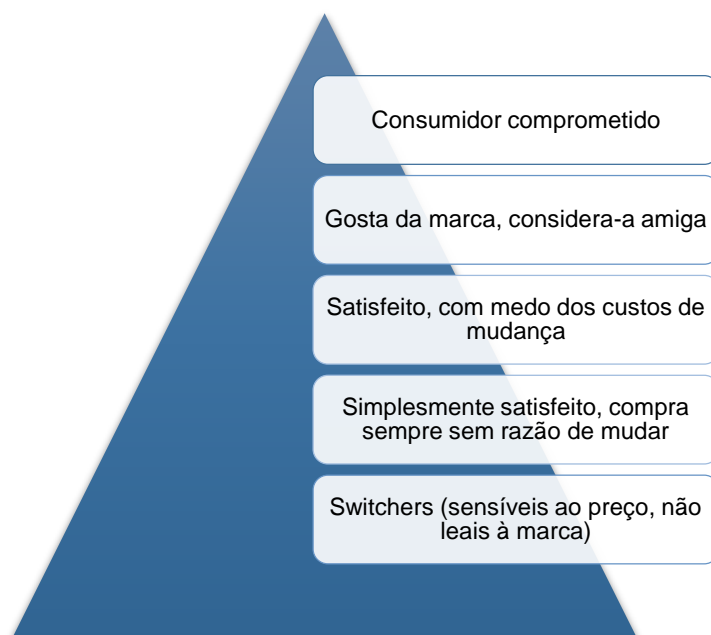 Consumidor comprometido
Gosta da marca, considera-a amiga
Satisfeito, com medo dos custos de
mudança
Simplesmente satisfeito, compra
sempre sem razão de mudar
Switchers (sensíveis ao preço, não
leais à marca)